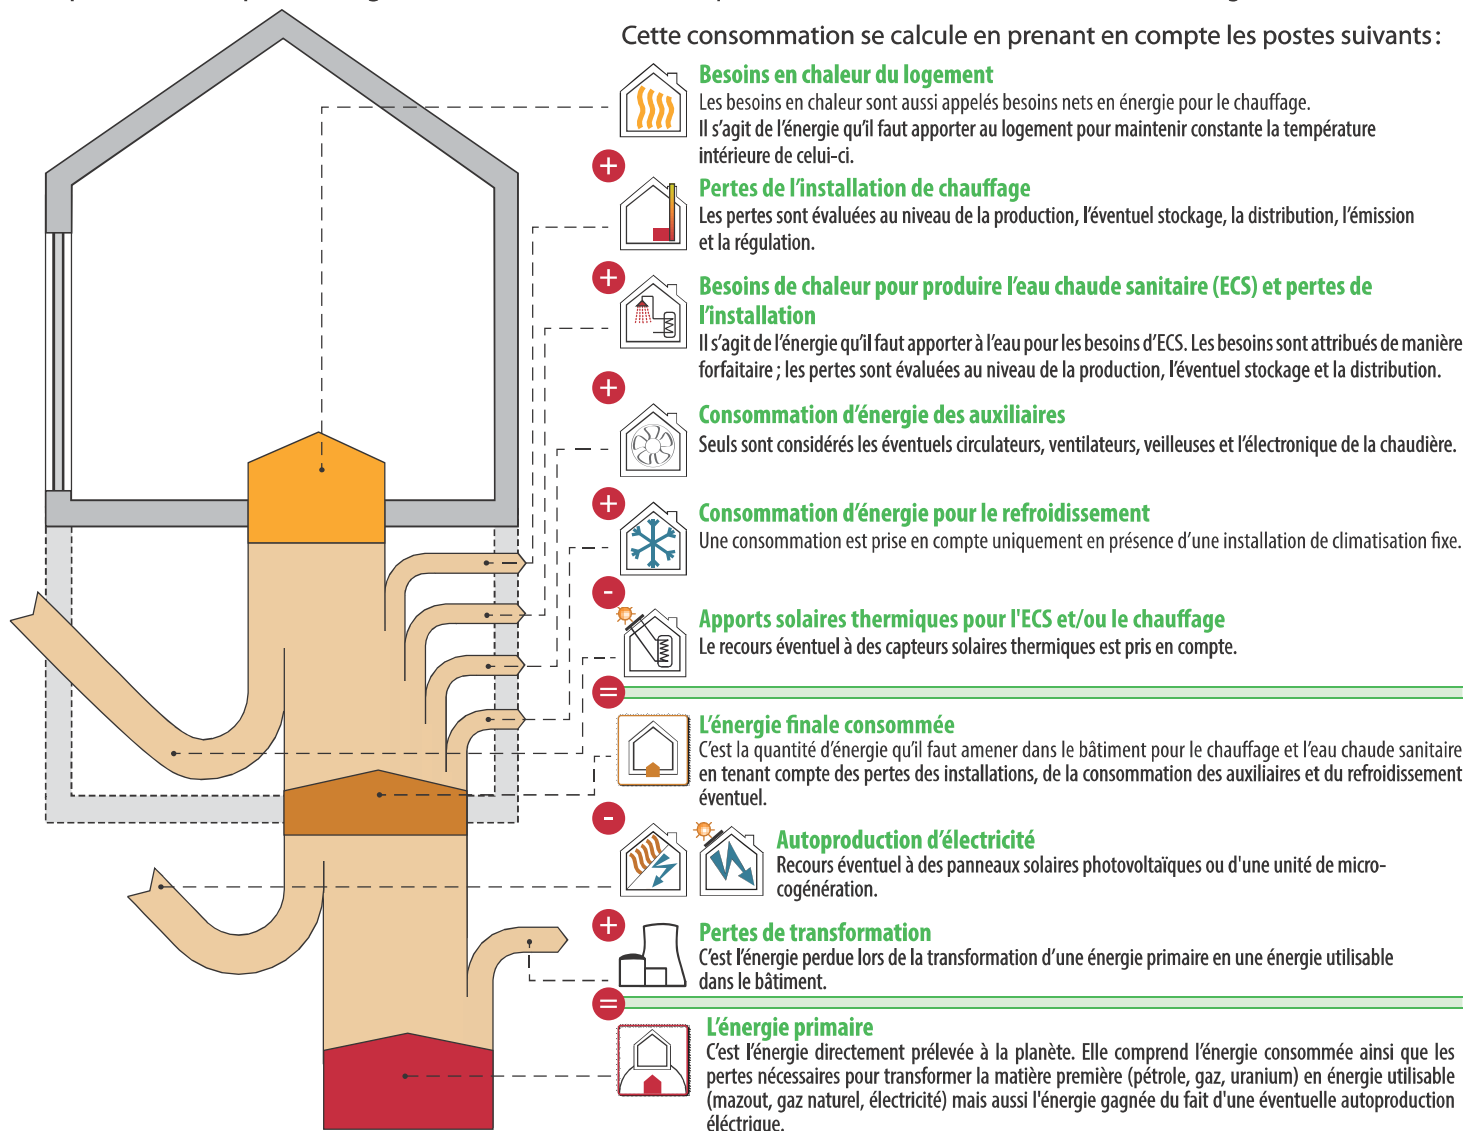 Cette consommation se calcule en prenant en compte les postes suivants :
Besoins en chaleur du logement
Les besoins en chaleur sont aussi appelés besoins nets en énergie pour le chauffage.
Il s’agit de l’énergie qu’il faut apporter au logement pour maintenir constante la température
intérieure de celui-ci.
+
Pertes de l’installation de chauffage
Les pertes sont évaluées au niveau de la production, l’éventuel stockage, la distribution, l’émission
et la régulation.
+
Besoins de chaleur pour produire l’eau chaude sanitaire (ECS) et pertes de
l’installation
Il s’agit de l’énergie qu’il faut apporter à l’eau pour les besoins d’ECS. Les besoins sont attribués de manière
forfaitaire ; les pertes sont évaluées au niveau de la production, l’éventuel stockage et la distribution.
+
Consommation d’énergie des auxiliaires
Seuls sont considérés les éventuels circulateurs, ventilateurs, veilleuses et l’électronique de la chaudière.
+
Consommation d’énergie pour le refroidissement
Une consommation est prise en compte uniquement en présence d’une installation de climatisation fixe.
-
Apports solaires thermiques pour l'ECS et/ou le chauffage
Le recours éventuel à des capteurs solaires thermiques est pris en compte.
=
L’énergie finale consommée
C’est la quantité d’énergie qu’il faut amener dans le bâtiment pour le chauffage et l’eau chaude sanitaire
en tenant compte des pertes des installations, de la consommation des auxiliaires et du refroidissement
éventuel.
-
Autoproduction d’électricité
Recours éventuel à des panneaux solaires photovoltaïques ou d'une unité de micro-
cogénération.
+
Pertes de transformation
C’est l’énergie perdue lors de la transformation d’une énergie primaire en une énergie utilisable
dans le bâtiment.
=
L’énergie primaire
C’est l’énergie directement prélevée à la planète. Elle comprend l’énergie consommée ainsi que les
pertes nécessaires pour transformer la matière première (pétrole, gaz, uranium) en énergie utilisable
(mazout, gaz naturel, électricité) mais aussi l'énergie gagnée du fait d'une éventuelle autoproduction
éléctrique.